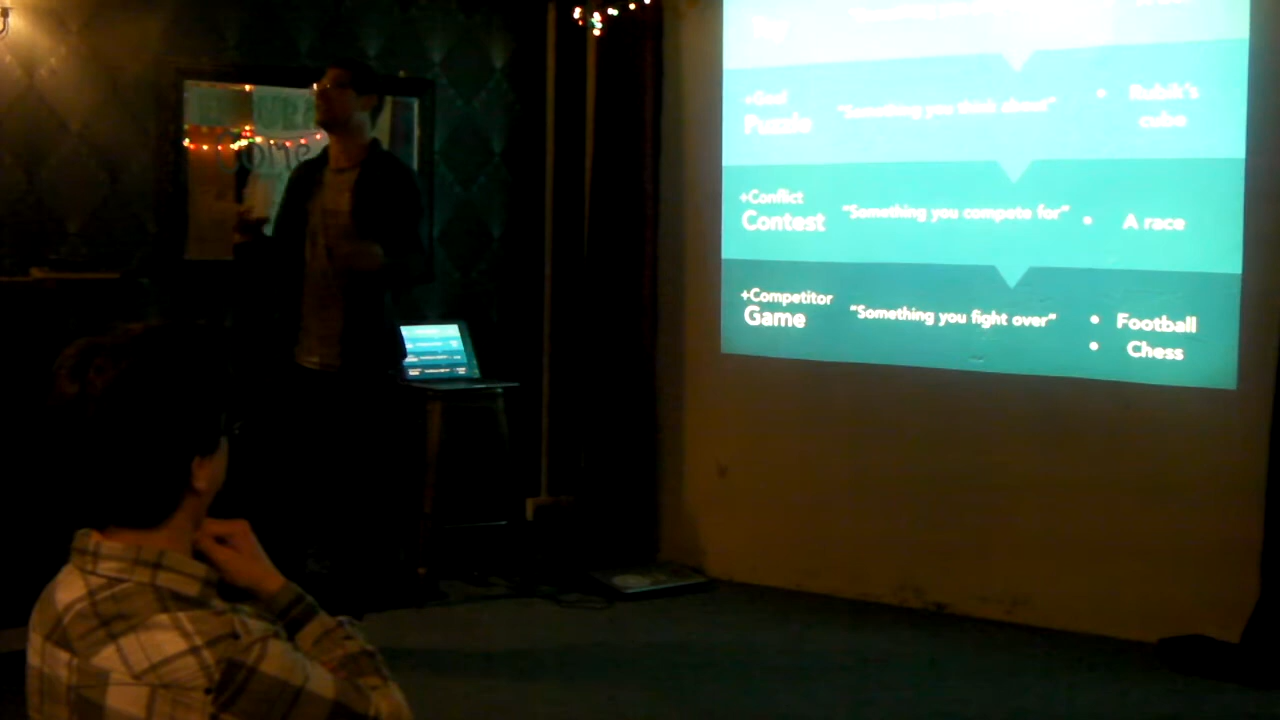 Toy
+Goal
Puzzle
"Something you think about"
• Rubik's
cube
+Conflict
Contest
"Something you compete for"
• A race
+Competitor
Game
"Something you fight over"
• Football
• Chess